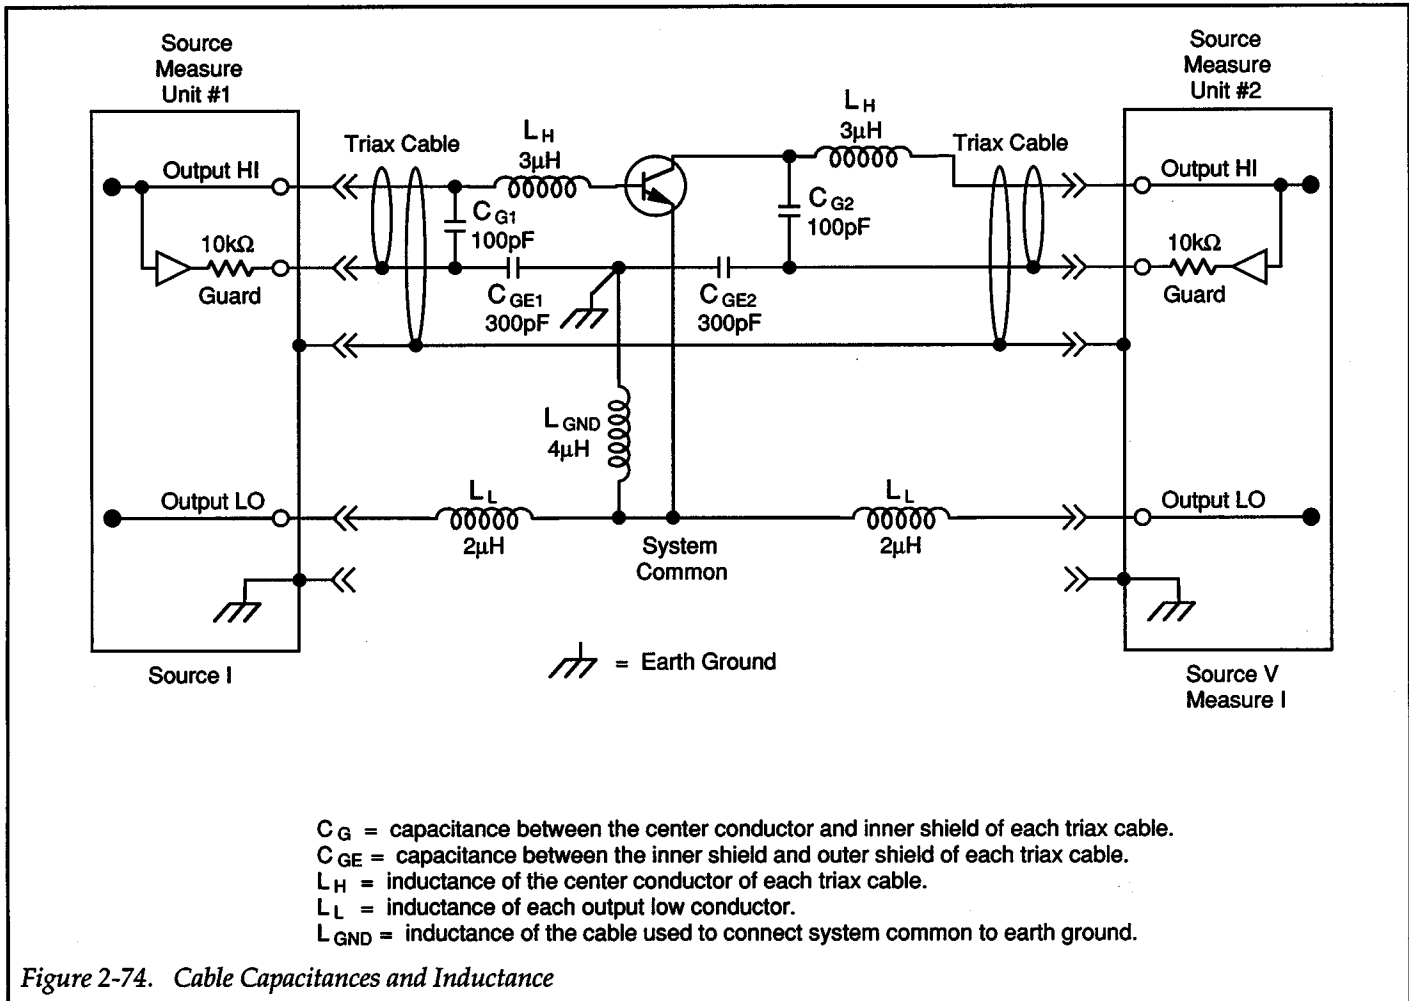 Source
Measure
Unit #1
Source
Measure
Unit #2
Triax Cable
L H
3µH
L H
3µH
Triax Cable
Output HI
Output HI
C G1
100pF
C G2
100pF
10kΩ
Guard
10kΩ
Guard
C GE1
300pF
C GE2
300pF
L GND
4µH
Output LO
L L
2µH
L L
2µH
Output LO
System
Common
= Earth Ground
Source I
Source V
Measure I
C G = capacitance between the center conductor and inner shield of each triax cable.
C GE = capacitance between the inner shield and outer shield of each triax cable.
L H = inductance of the center conductor of each triax cable.
L L = inductance of each output low conductor.
L GND = inductance of the cable used to connect system common to earth ground.
Figure 2-74. Cable Capacitances and Inductance